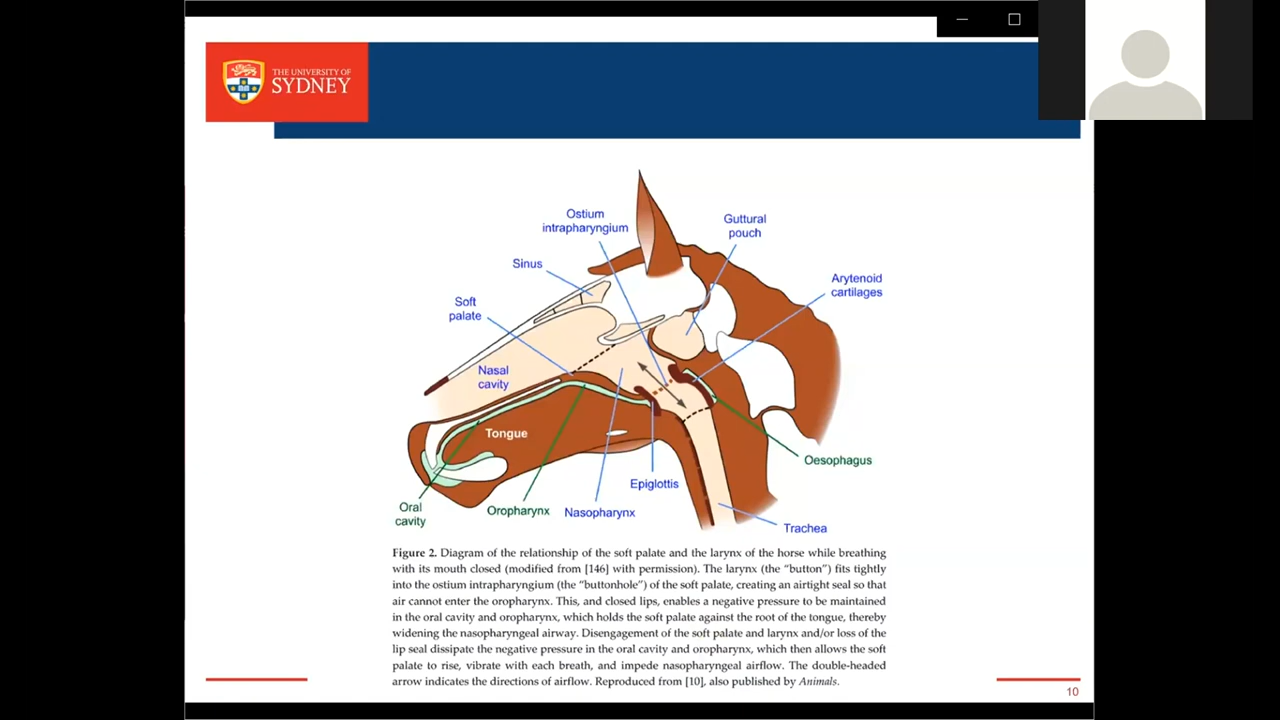 THE UNIVERSITY OF
SYDNEY
Ostium
intrapharyngium
Guttural
pouch
Sinus
Arytenoid
cartilages
Soft
palate
Nasal
cavity
Tongue
Oesophagus
Epiglottis
Oral
cavity
Oropharynx
Nasopharynx
Trachea
Figure 2. Diagram of the relationship of the soft palate and the larynx of the horse while breathing
with its mouth closed (modified from [146] with permission). The larynx (the “button”) fits tightly
into the ostium intrapharyngium (the “buttonhole”) of the soft palate, creating an airtight seal so that
air cannot enter the oropharynx. This, and closed lips, enables a negative pressure to be maintained
in the oral cavity and oropharynx, which holds the soft palate against the root of the tongue, thereby
widening the nasopharyngeal airway. Disengagement of the soft palate and larynx and/or loss of the
lip seal dissipate the negative pressure in the oral cavity and oropharynx, which then allows the soft
palate to rise, vibrate with each breath, and impede nasopharyngeal airflow. The double-headed
arrow indicates the directions of airflow. Reproduced from [10], also published by Animals.
10